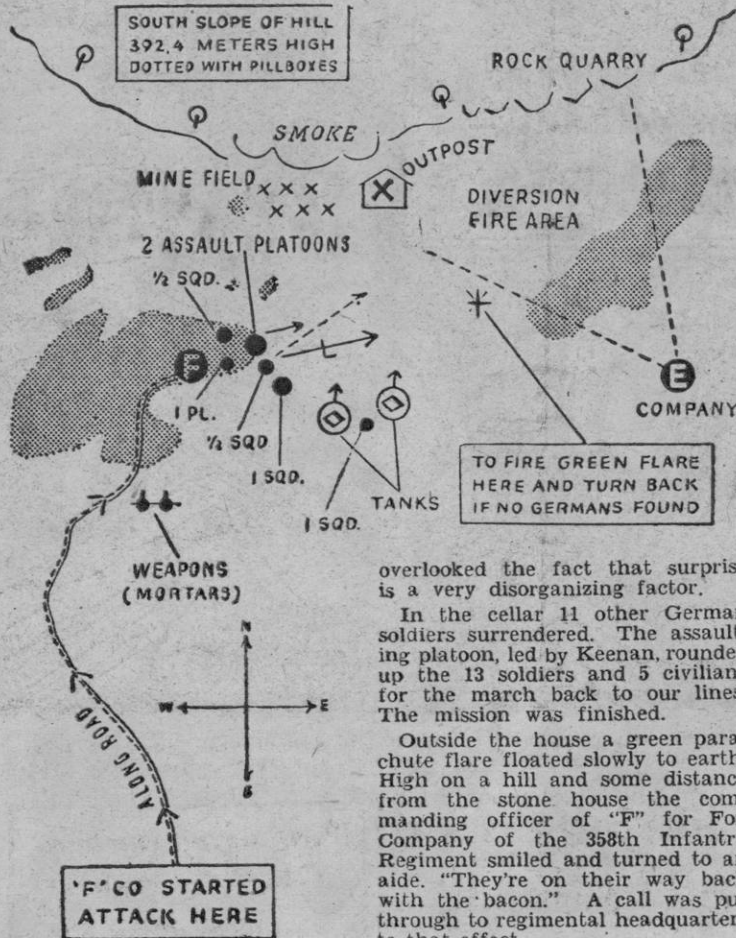 SOUTH SLOPE OF HILL
392.4 METERS HIGH
DOTTED WITH PILLBOXES
ROCK QUARRY
SMOKE
OUTPOST
MINE FIELD
DIVERSION
FIRE AREA
2 ASSAULT PLATOONS
½ SQD.
F
1 PL.
½ SQD
1 SQD.
L
E
COMPANY
TO FIRE GREEN FLARE
HERE AND TURN BACK
IF NO GERMANS FOUND
TANKS
1 SQD.
WEAPONS
(MORTARS)
N
W
E
S
ALONG ROAD
'F' CO STARTED
ATTACK HERE
overlooked the fact that surpris
is a very disorganizing factor.
In the cellar 11 other Germa
soldiers surrendered. The assault
ing platoon, led by Keenan, rounde
up the 13 soldiers and 5 civilian
for the march back to our lines
The mission was finished.
Outside the house a green para
chute flare floated slowly to earth
High on a hill and some distanc
from the stone house the com
manding officer of "F" for Fo
Company of the 358th Infantr
Regiment smiled and turned to a
aide. "They're on their way bac
with the bacon." A call was pu
through to regimental headquarter
to that effect